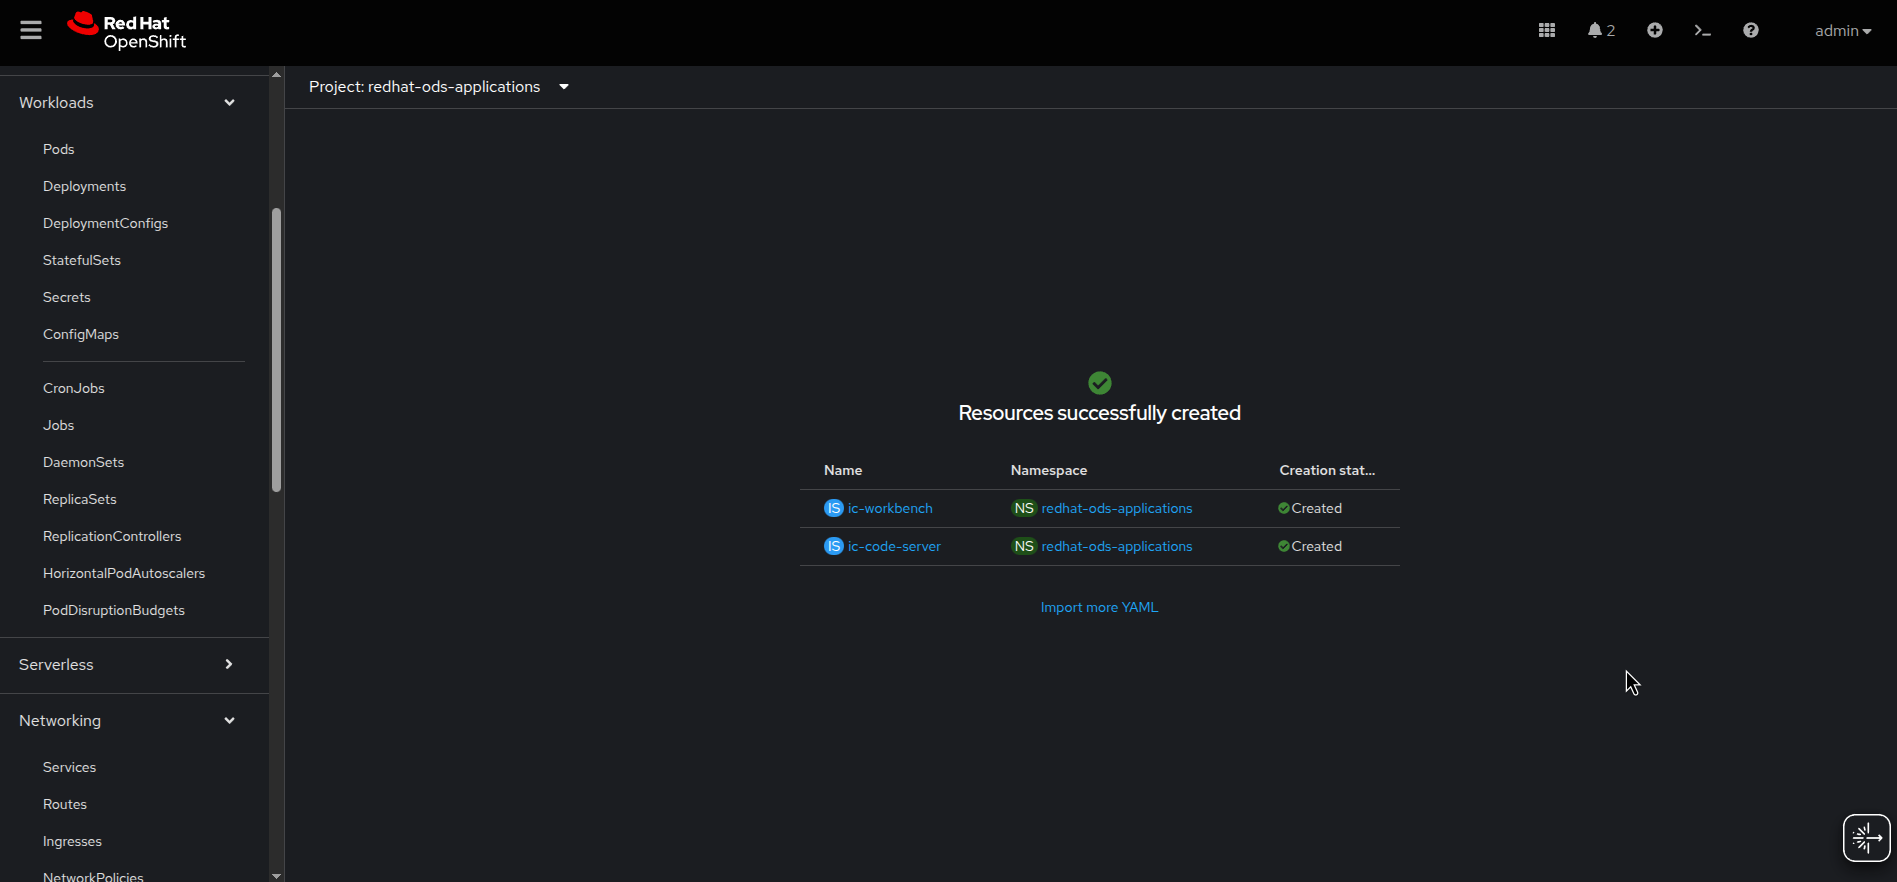 Red Hat
OpenShift
2
admin
Project: redhat-ods-applications
Workloads
Pods
Deployments
DeploymentConfigs
StatefulSets
Secrets
ConfigMaps
CronJobs
Jobs
DaemonSets
ReplicaSets
ReplicationControllers
HorizontalPodAutoscalers
PodDisruptionBudgets
Serverless
Networking
Services
Routes
Ingresses
NetworkPolicies
Resources successfully created
Name Namespace Creation stat...
IS ic-workbench NS redhat-ods-applications Created
IS ic-code-server NS redhat-ods-applications Created
Import more YAML